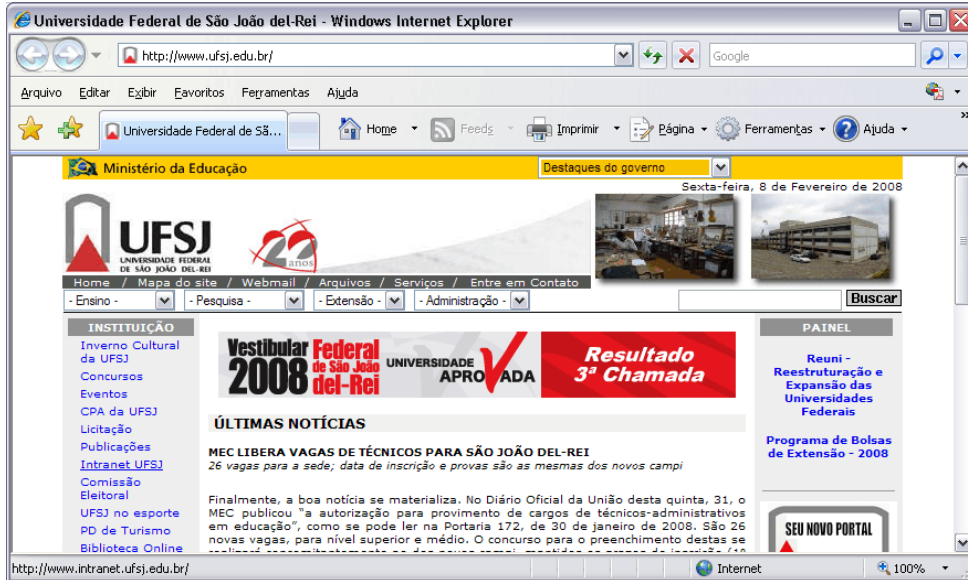 Universidade Federal de São João del-Rei - Windows Internet Explorer
http://www.ufsj.edu.br/
Google
Arquivo Editar Exibir Favoritos Ferramentas Ajuda
Universidade Federal de Sã...
Home Feeds Imprimir Página Ferramentas Ajuda
Ministério da Educação
Destaques do governo
Sexta-feira, 8 de Fevereiro de 2008
UFSJ
UNIVERSIDADE FEDERAL
DE SÃO JOÃO DEL-REI
anos
Home / Mapa do site / Webmail / Arquivos / Serviços / Entre em Contato
- Ensino - - Pesquisa - - Extensão - - Administração -
Buscar
INSTITUIÇÃO
Inverno Cultural
da UFSJ
Concursos
Eventos
CPA da UFSJ
Licitação
Publicações
Intranet UFSJ
Comissão
Eleitoral
UFSJ no esporte
PD de Turismo
Biblioteca Online
Vestibular Federal
2008 de São João
del-Rei
UNIVERSIDADE
APROVADA
Resultado
3ª Chamada
ÚLTIMAS NOTÍCIAS
MEC LIBERA VAGAS DE TÉCNICOS PARA SÃO JOÃO DEL-REI
26 vagas para a sede; data de inscrição e provas são as mesmas dos novos campi
Finalmente, a boa notícia se materializa. No Diário Oficial da União desta quinta, 31, o
MEC publicou "a autorização para provimento de cargos de técnicos-administrativos
em educação", como se pode ler na Portaria 172, de 30 de janeiro de 2008. São 26
novas vagas, para nível superior e médio. O concurso para o preenchimento destas se
PAINEL
Reuni -
Reestruturação e
Expansão das
Universidades
Federais
Programa de Bolsas
de Extensão - 2008
SEU NOVO PORTAL
http://www.intranet.ufsj.edu.br/
Internet
100%